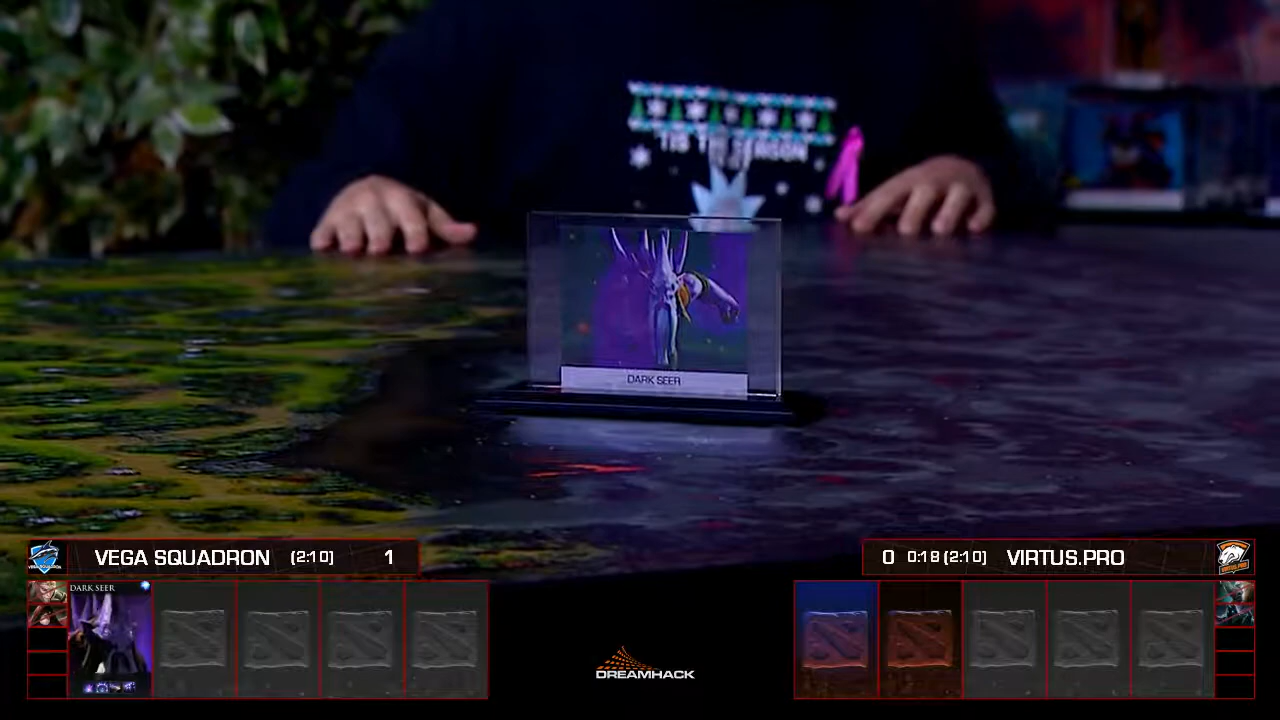 'TIS THE SEASON
DARK SEER
VEGA SQUADRON (2:10) 1
0 0:18 (2:10) VIRTUS.PRO
DARK SEER
DREAMHACK